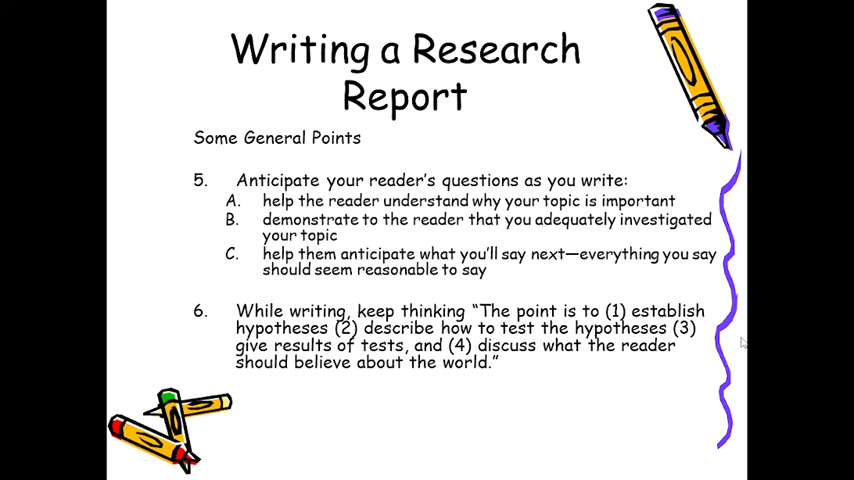 Writing a Research
Report
Some General Points
5. Anticipate your reader's questions as you write:
A. help the reader understand why your topic is important
B. demonstrate to the reader that you adequately investigated
your topic
C. help them anticipate what you'll say next—everything you say
should seem reasonable to say
6. While writing, keep thinking “The point is to (1) establish
hypotheses (2) describe how to test the hypotheses (3)
give results of tests, and (4) discuss what the reader
should believe about the world.”